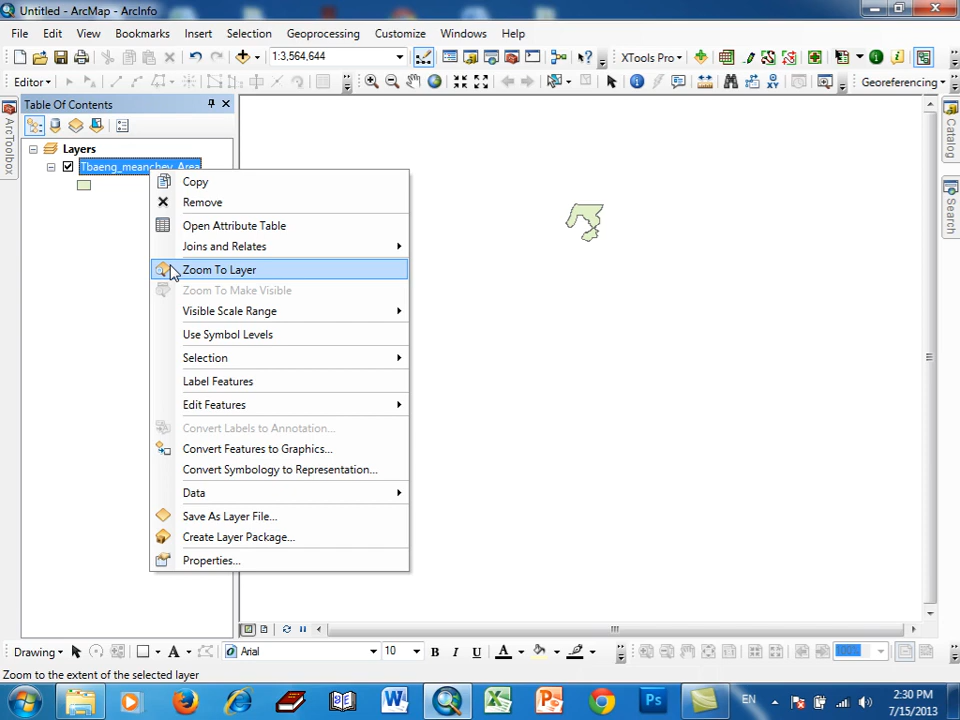 Untitled - ArcMap - ArcInfo
File Edit View Bookmarks Insert Selection Geoprocessing Customize Windows Help
1:3,564,644 XTools Pro
Editor Georeferencing
Table Of Contents
ArcToolbox
Catalog
Search
Layers
Tbaeng_meanchey_Area
Copy
Remove
Open Attribute Table
Joins and Relates
Zoom To Layer
Zoom To Make Visible
Visible Scale Range
Use Symbol Levels
Selection
Label Features
Edit Features
Convert Labels to Annotation...
Convert Features to Graphics...
Convert Symbology to Representation...
Data
Save As Layer File...
Create Layer Package...
Properties...
Drawing A Arial 10 B I U A 100%
Zoom to the extent of the selected layer
EN
2:30 PM
7/15/2013